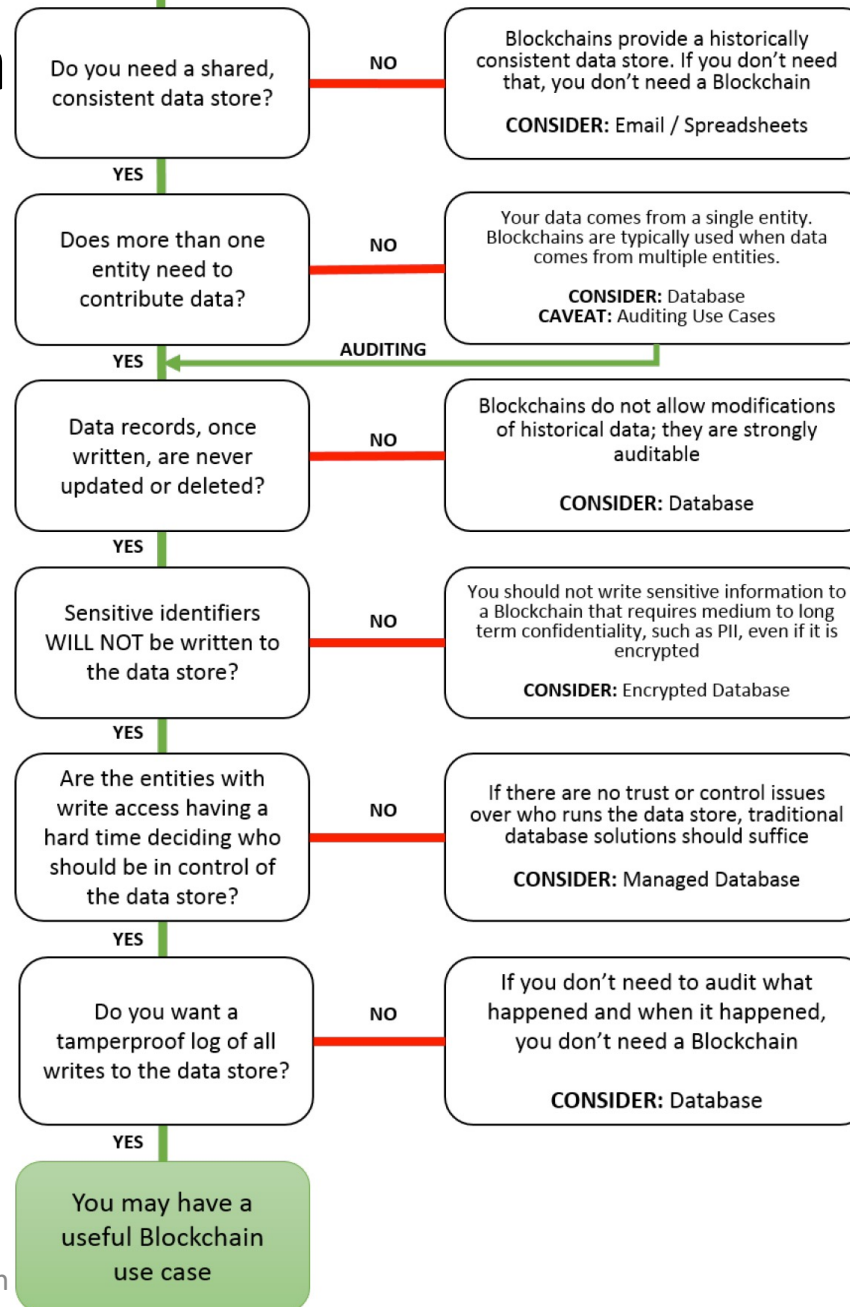 Do you need a shared,
consistent data store?
NO
Blockchains provide a historically
consistent data store. If you don't need
that, you don't need a Blockchain
CONSIDER: Email / Spreadsheets
YES
Does more than one
entity need to
contribute data?
NO
Your data comes from a single entity.
Blockchains are typically used when data
comes from multiple entities.
CONSIDER: Database
CAVEAT: Auditing Use Cases
AUDITING
YES
Data records, once
written, are never
updated or deleted?
NO
Blockchains do not allow modifications
of historical data; they are strongly
auditable
CONSIDER: Database
YES
Sensitive identifiers
WILL NOT be written to
the data store?
NO
You should not write sensitive information to
a Blockchain that requires medium to long
term confidentiality, such as PII, even if it is
encrypted
CONSIDER: Encrypted Database
YES
Are the entities with
write access having a
hard time deciding who
should be in control of
the data store?
NO
If there are no trust or control issues
over who runs the data store, traditional
database solutions should suffice
CONSIDER: Managed Database
YES
Do you want a
tamperproof log of all
writes to the data store?
NO
If you don't need to audit what
happened and when it happened,
you don't need a Blockchain
CONSIDER: Database
YES
You may have a
useful Blockchain
use case